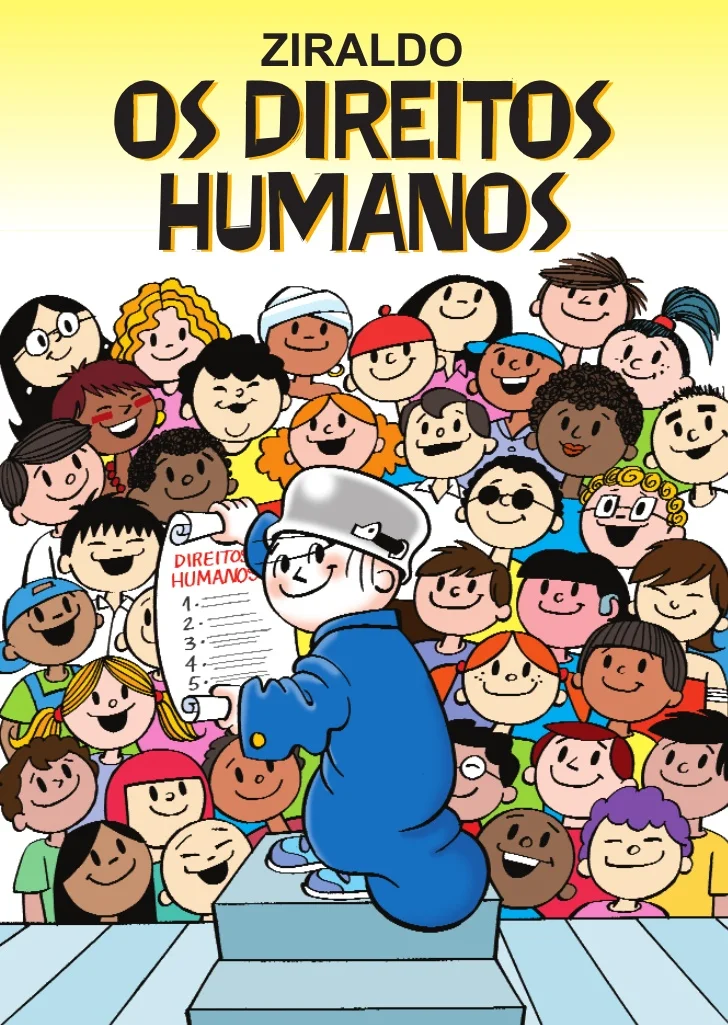 ZIRALDO
OS DIREITOS
HUMANOS
DIREITOS
HUMANOS
1.
2.
3.
4.
5.